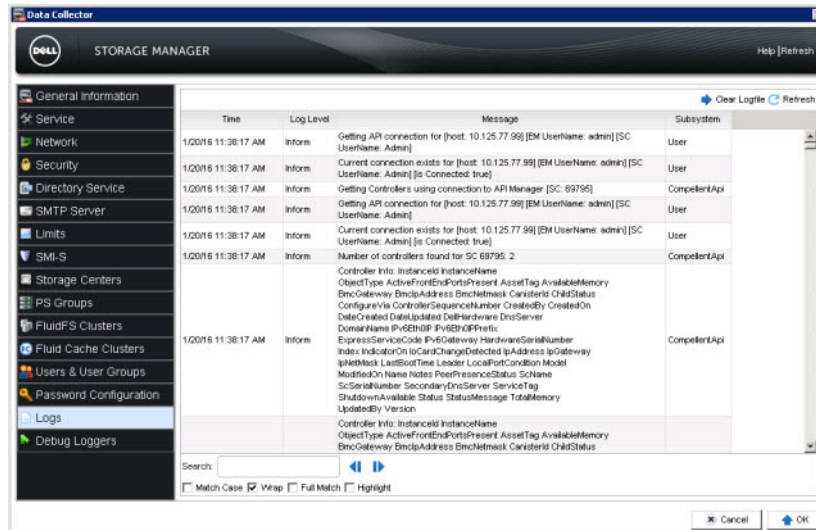 Data Collector
DELL
STORAGE MANAGER
Help | Refresh
General Information
Service
Network
Security
Directory Service
SMTP Server
Limits
SMI-S
Storage Centers
PS Groups
FluidFS Clusters
Fluid Cache Clusters
Users & User Groups
Password Configuration
Logs
Debug Loggers
Clear Logfile Refresh
Time Log Level Message Subsystem
1/20/16 11:38:17 AM Inform Getting API connection for [host: 10.125.77.99] [EM UserName: admin] [SC
UserName: Admin] User
1/20/16 11:38:17 AM Inform Current connection exists for [host: 10.125.77.99] [EM UserName: admin] [SC
UserName: Admin] [is Connected: true] User
1/20/16 11:38:17 AM Inform Getting Controllers using connection to API Manager [SC: 69795] CompellentApi
1/20/16 11:38:17 AM Inform Getting API connection for [host: 10.125.77.99] [EM UserName: admin] [SC
UserName: Admin] User
1/20/16 11:38:17 AM Inform Current connection exists for [host: 10.125.77.99] [EM UserName: admin] [SC
UserName: Admin] [is Connected: true] User
1/20/16 11:38:17 AM Inform Number of controllers found for SC 69795: 2 CompellentApi
1/20/16 11:38:17 AM Inform Controller Info: InstanceId InstanceName CompellentApi
ObjectType ActiveFrontEndPortsPresent AssetTag AvailableMemory
BmcGateway BmcIpAddress BmcNetmask CanisterId ChildStatus
ConfigureVia ControllerSequenceNumber CreatedBy CreatedOn
DateCreated DateUpdated DellHardware DnsServer
DomainName IPv6Eth0IP IPv6Eth0IPPrefix
ExpressServiceCode IPv6Gateway HardwareSerialNumber
Index IndicatorOn IoCardChangeDetected IpAddress IpGateway
IpNetMask LastBootTime Leader LocalPortCondition Model
ModifiedOn Name Notes PeerPresenceStatus ScName
ScSerialNumber SecondaryDnsServer ServiceTag
ShutdownAvailable Status StatusMessage TotalMemory
UpdatedBy Version
Controller Info: InstanceId InstanceName
ObjectType ActiveFrontEndPortsPresent AssetTag AvailableMemory
BmcGateway BmcIpAddress BmcNetmask CanisterId ChildStatus
Search:
Match Case Wrap Full Match Highlight
Cancel OK